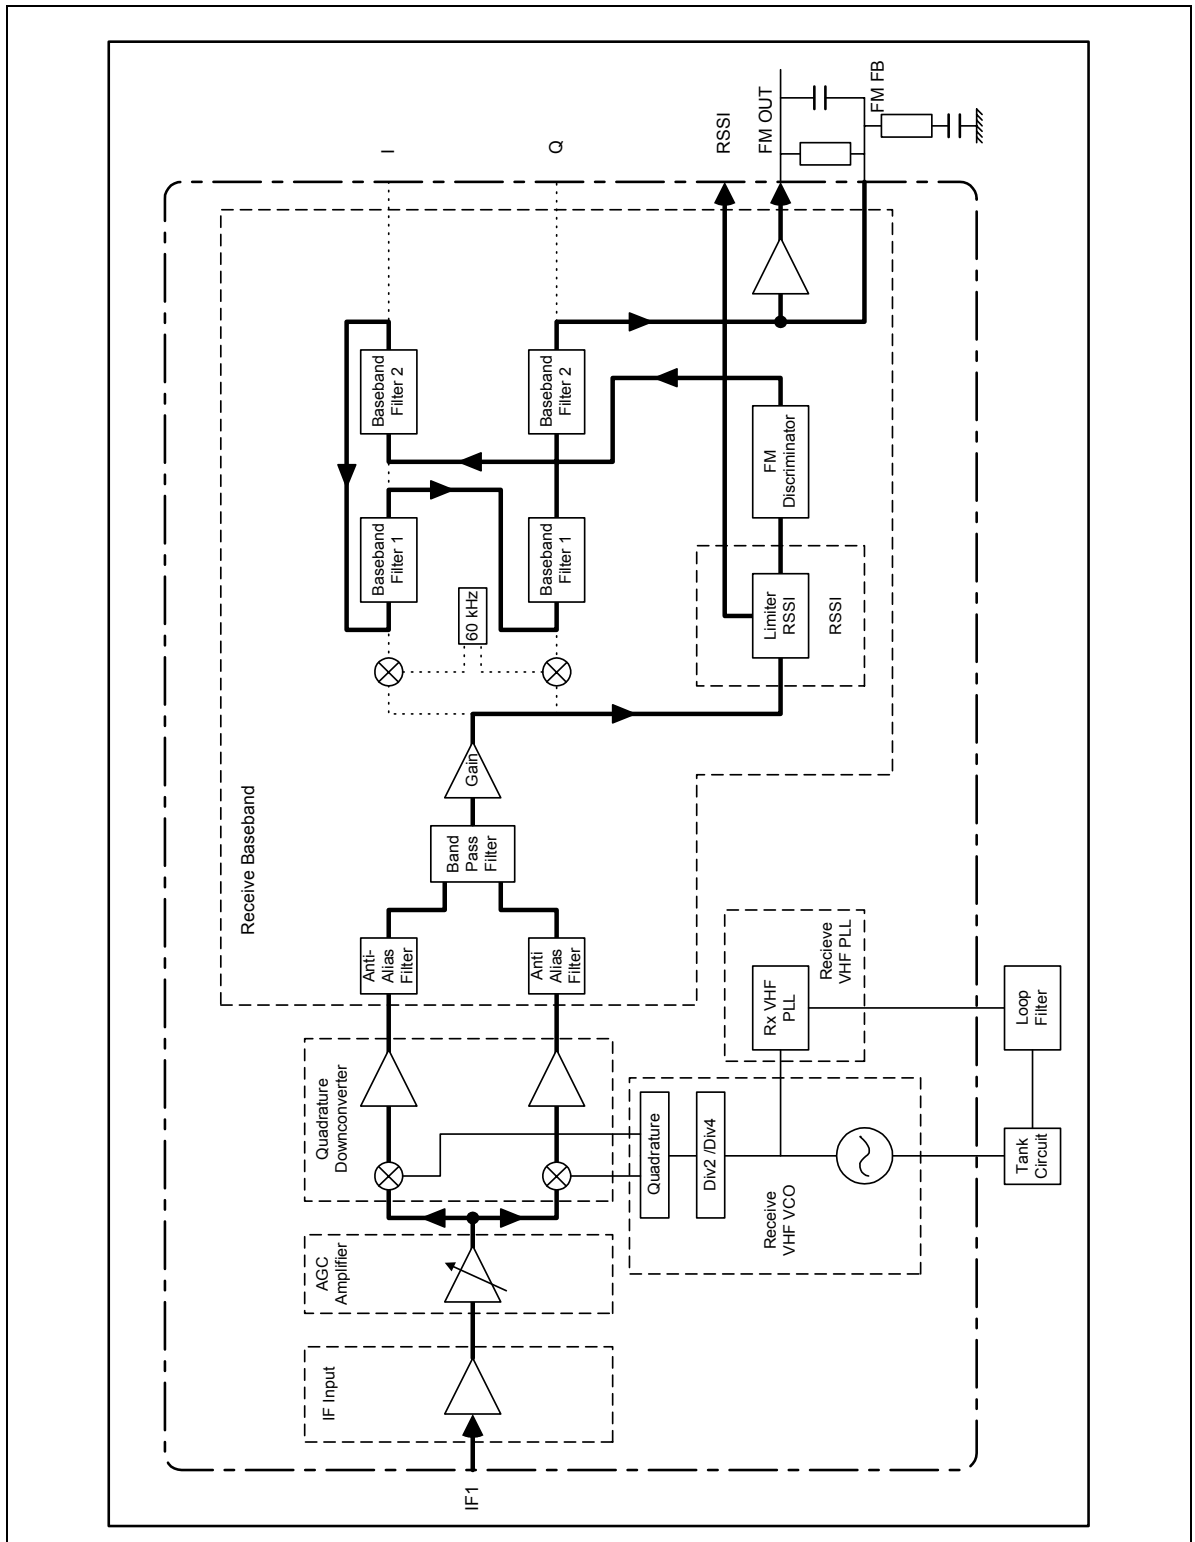 IF1
IF Input
AGC
Amplifier
Quadrature
Downconverter
Receive Baseband
Anti-
Alias
Filter
Anti
Alias
Filter
Band
Pass
Filter
Gain
60 kHz
Baseband
Filter 1
Baseband
Filter 2
Baseband
Filter 1
Baseband
Filter 2
I
Q
Limiter
RSSI
RSSI
FM
Discriminator
RSSI
FM OUT
FM FB
Quadrature
Div2 /Div4
Receive
VHF VCO
Rx VHF
PLL
Recieve
VHF PLL
Tank
Circuit
Loop
Filter